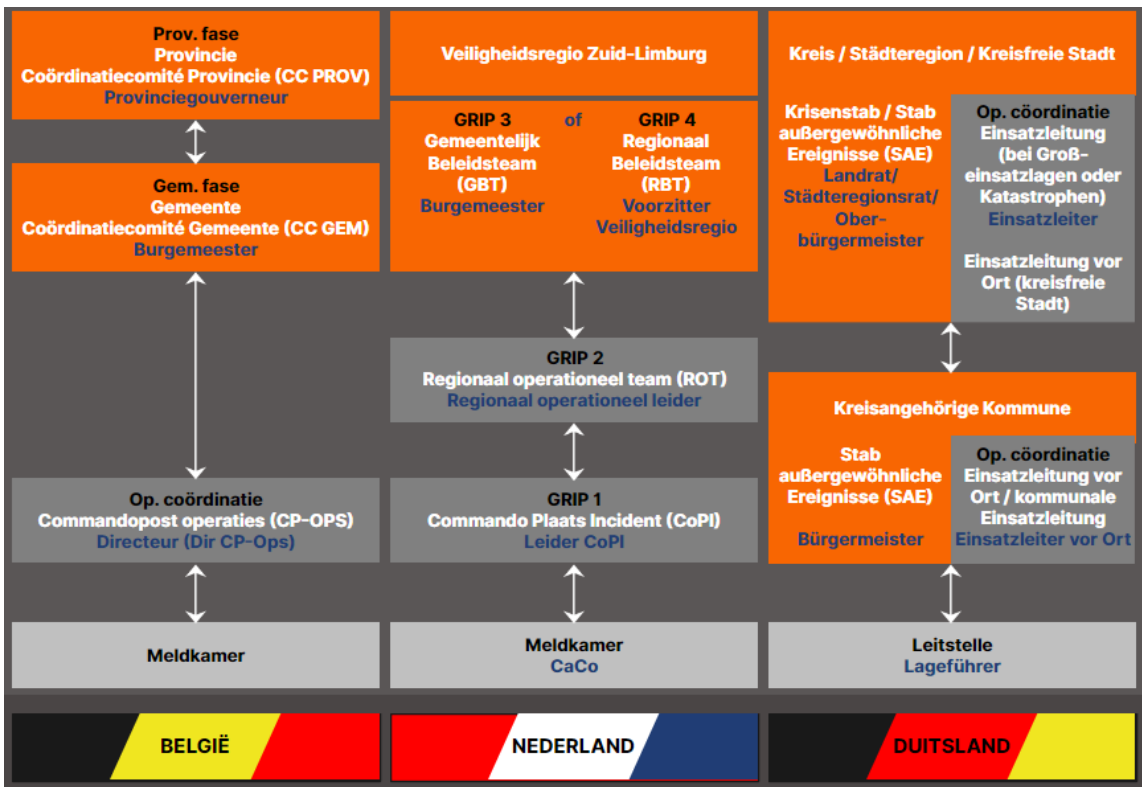 Prov. fase
Provincie
Coördinatiecomité Provincie (CC PROV)
Provinciegouverneur
Gem. fase
Gemeente
Coördinatiecomité Gemeente (CC GEM)
Burgemeester
Op. coördinatie
Commandopost operaties (CP-OPS)
Directeur (Dir CP-Ops)
Meldkamer
BELGIË
Veiligheidsregio Zuid-Limburg
GRIP 3
Gemeentelijk
Beleidsteam
(GBT)
Burgemeester
of
GRIP 4
Regionaal
Beleidsteam
(RBT)
Voorzitter
Veiligheidsregio
GRIP 2
Regionaal operationeel team (ROT)
Regionaal operationeel leider
GRIP 1
Commando Plaats Incident (CoPI)
Leider CoPI
Meldkamer
CaCo
NEDERLAND
Kreis / Städteregion / Kreisfreie Stadt
Krisenstab / Stab
außergewöhnliche
Ereignisse (SAE)
Landrat/
Städteregionsrat/
Ober-
bürgermeister
Op. cöordinatie
Einsatzleitung
(bei Groß-
einsatzlagen oder
Katastrophen)
Einsatzleiter
Einsatzleitung vor
Ort (kreisfreie
Stadt)
Kreisangehörige Kommune
Stab
außergewöhnliche
Ereignisse (SAE)
Bürgermeister
Op. cöordinatie
Einsatzleitung vor
Ort / kommunale
Einsatzleitung
Einsatzleiter vor Ort
Leitstelle
Lageführer
DUITSLAND